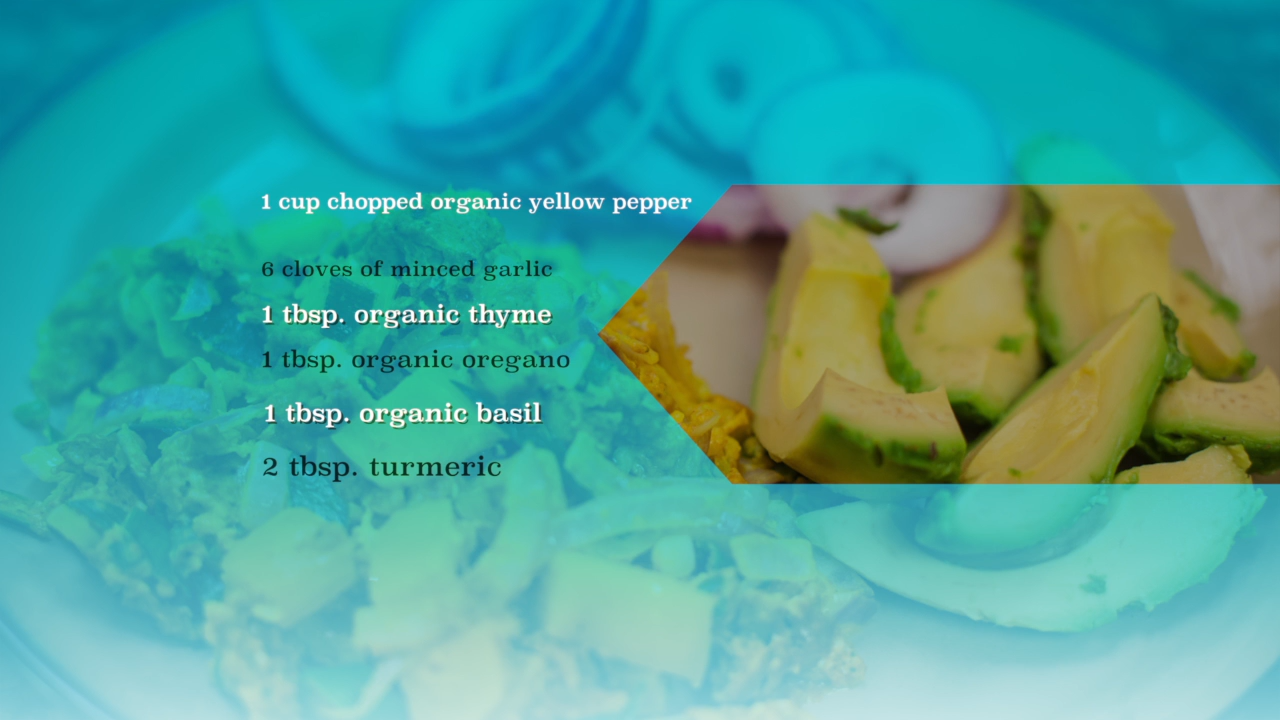 1 cup chopped organic yellow pepper
6 cloves of minced garlic
1 tbsp. organic thyme
1 tbsp. organic oregano
1 tbsp. organic basil
2 tbsp. turmeric